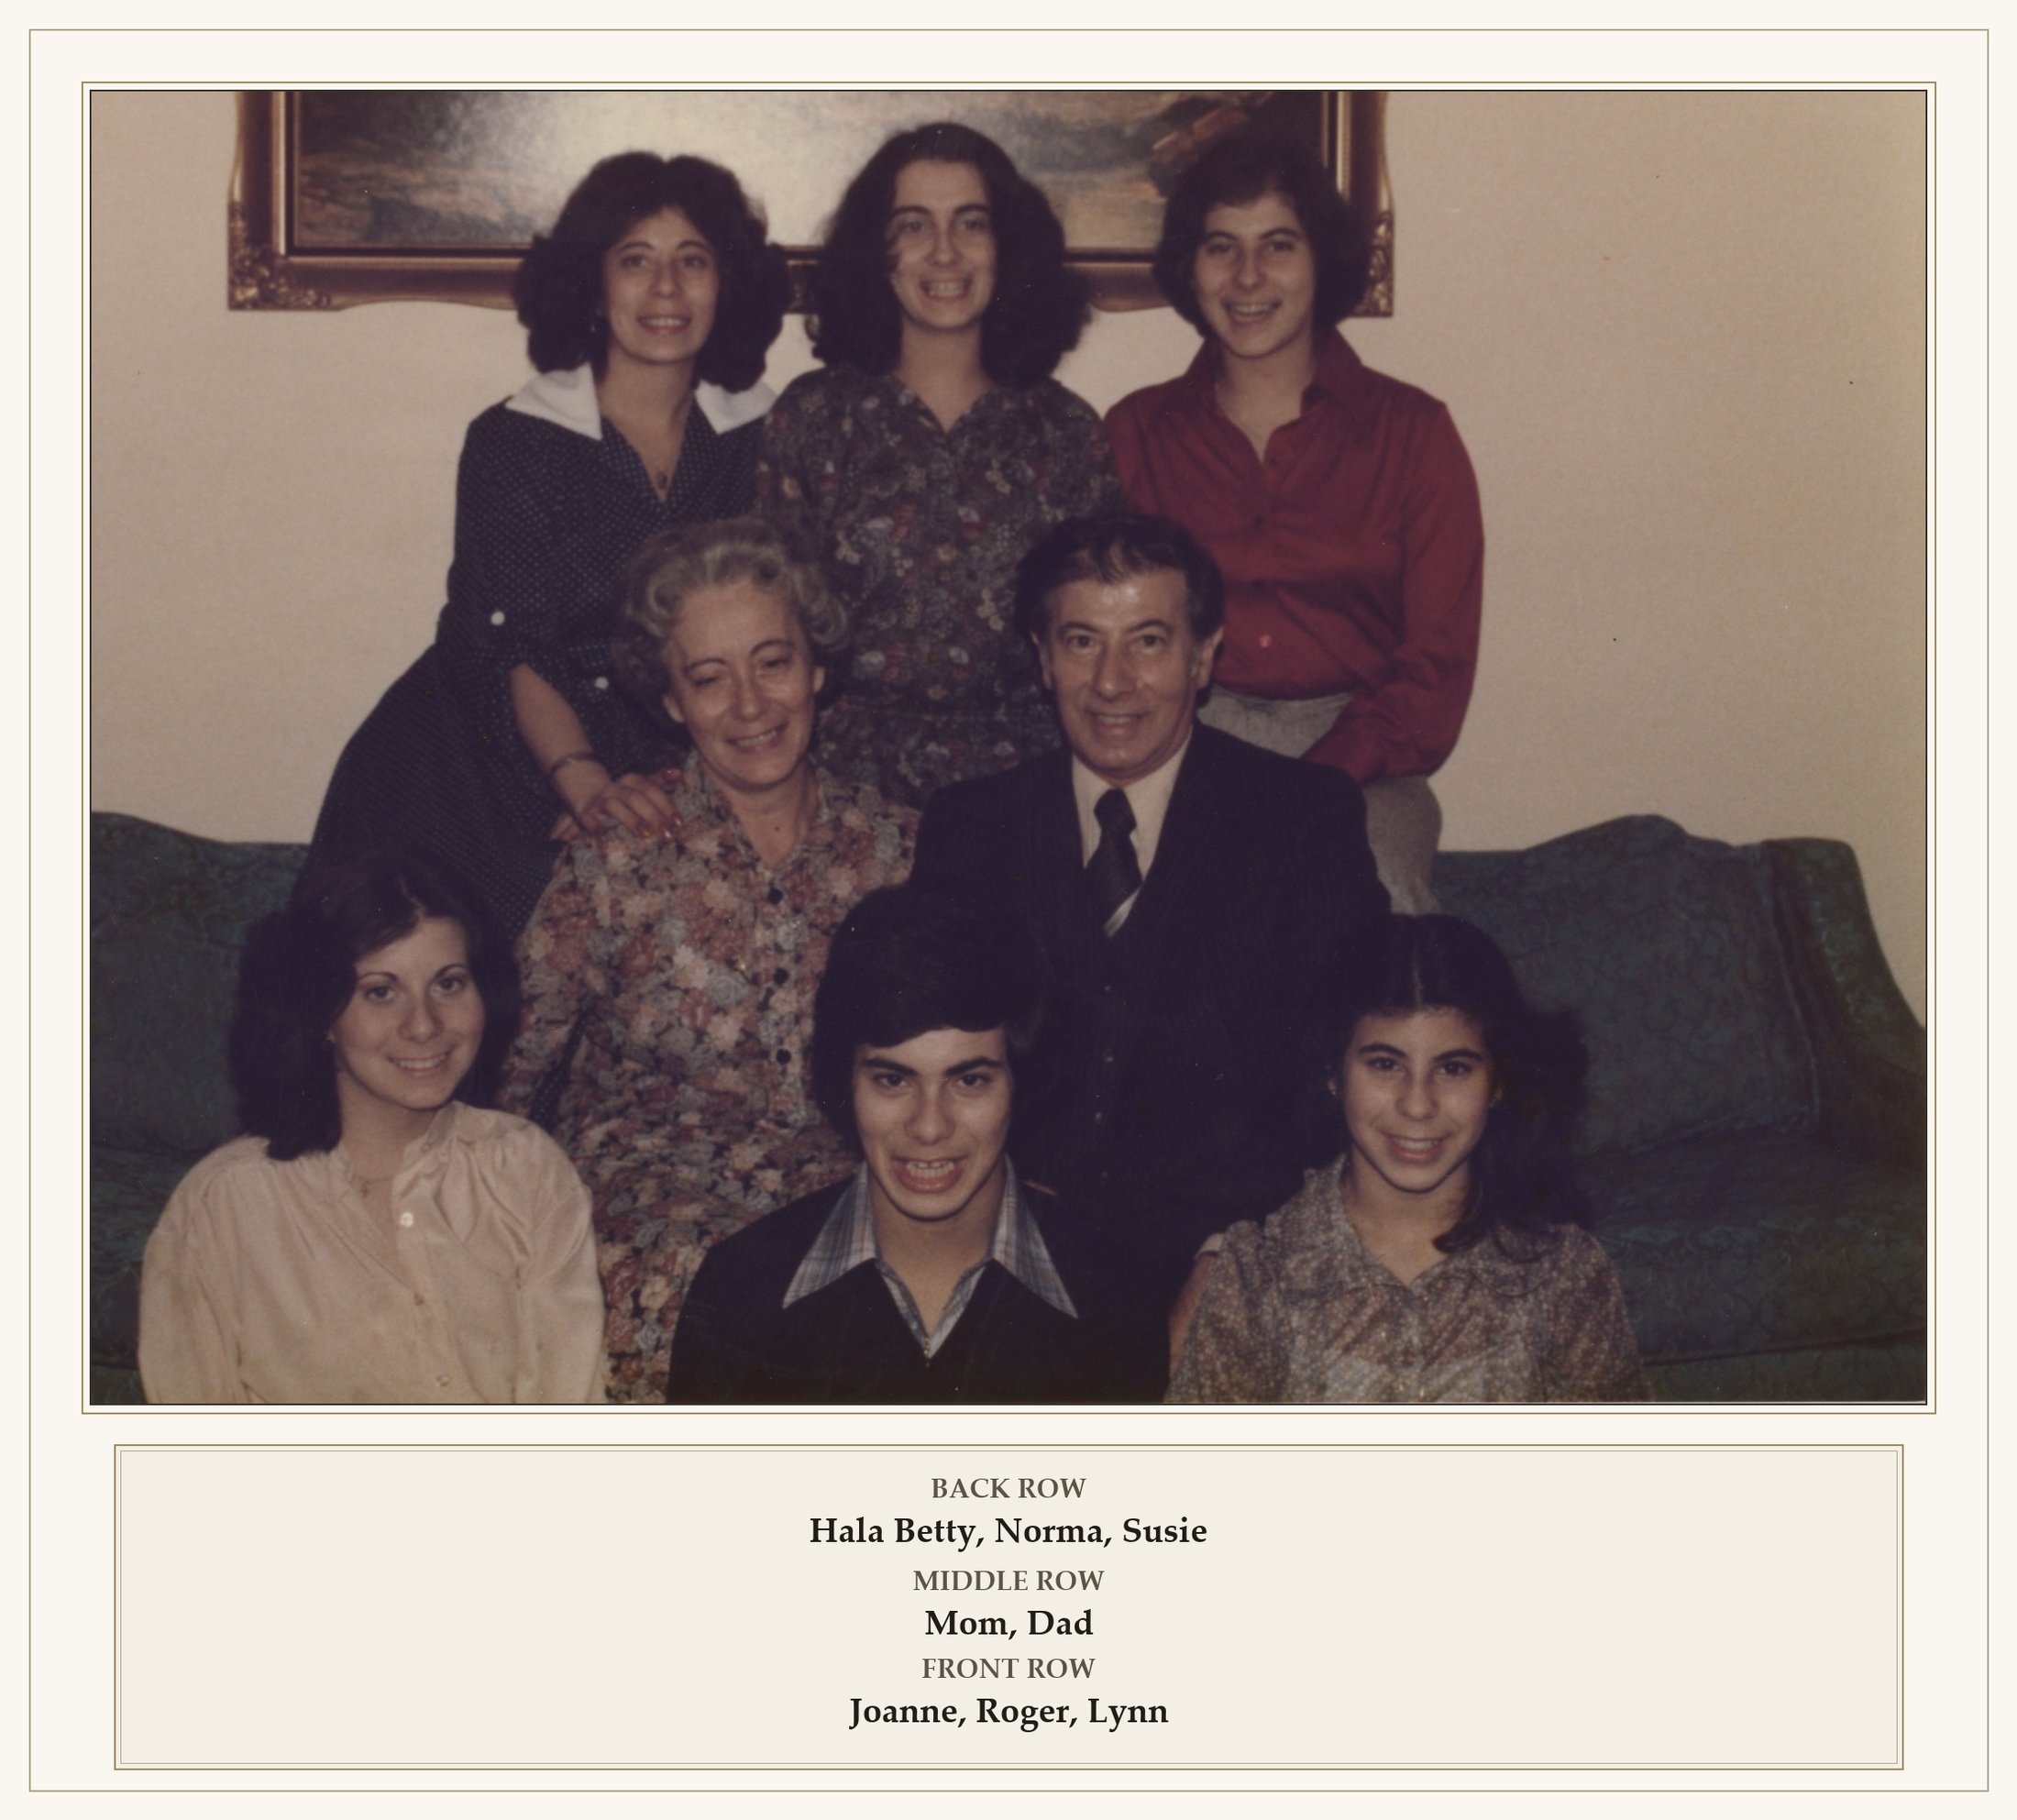 BACK ROW
Hala Betty, Norma, Susie
MIDDLE ROW
Mom, Dad
FRONT ROW
Joanne, Roger, Lynn